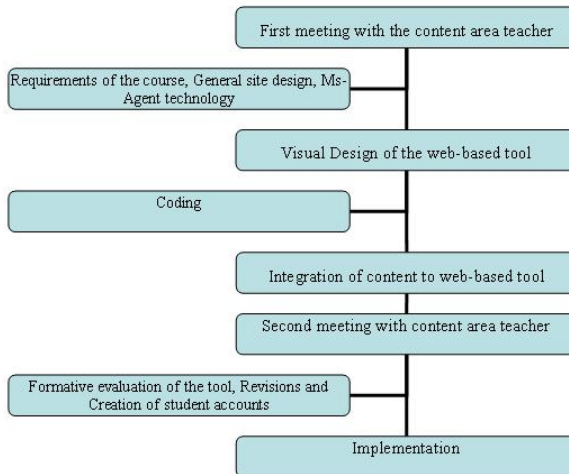 First meeting with the content area teacher
Requirements of the course, General site design, Ms-
Agent technology
Visual Design of the web-based tool
Coding
Integration of content to web-based tool
Second meeting with content area teacher
Formative evaluation of the tool, Revisions and
Creation of student accounts
Implementation